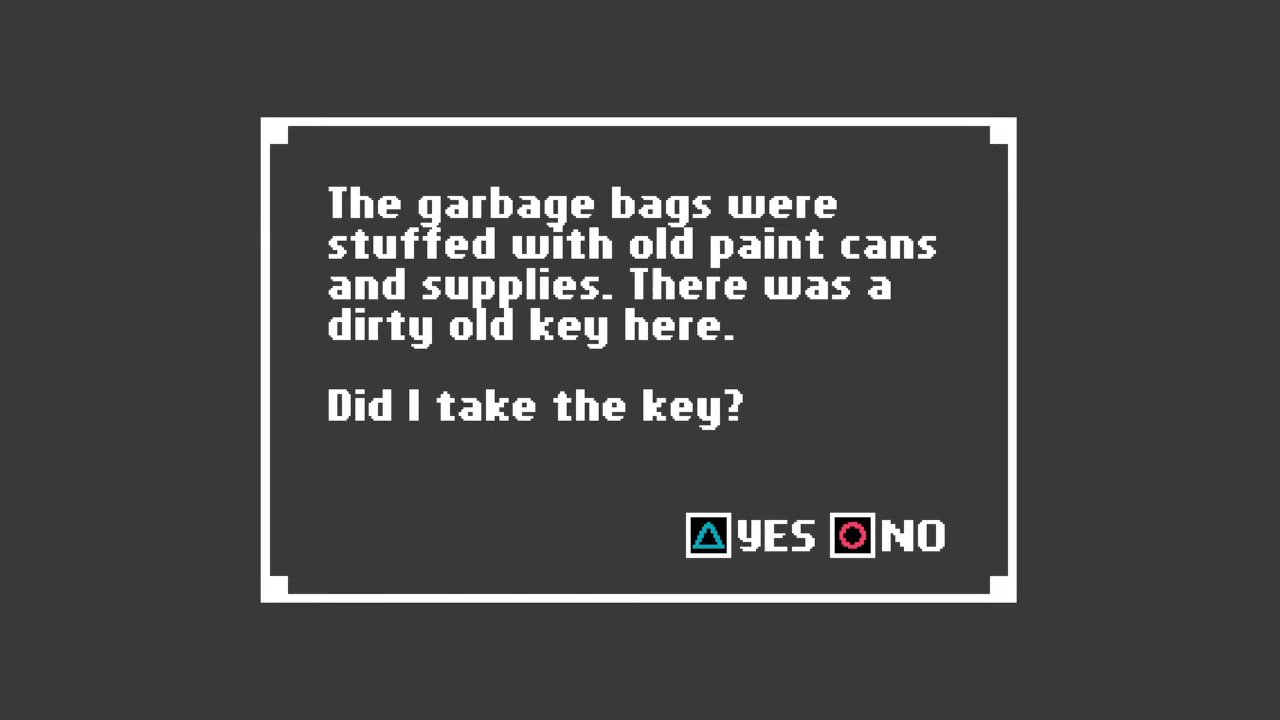 The garbage bags were
stuffed with old paint cans
and supplies. There was a
dirty old key here.
Did I take the key?
YES NO